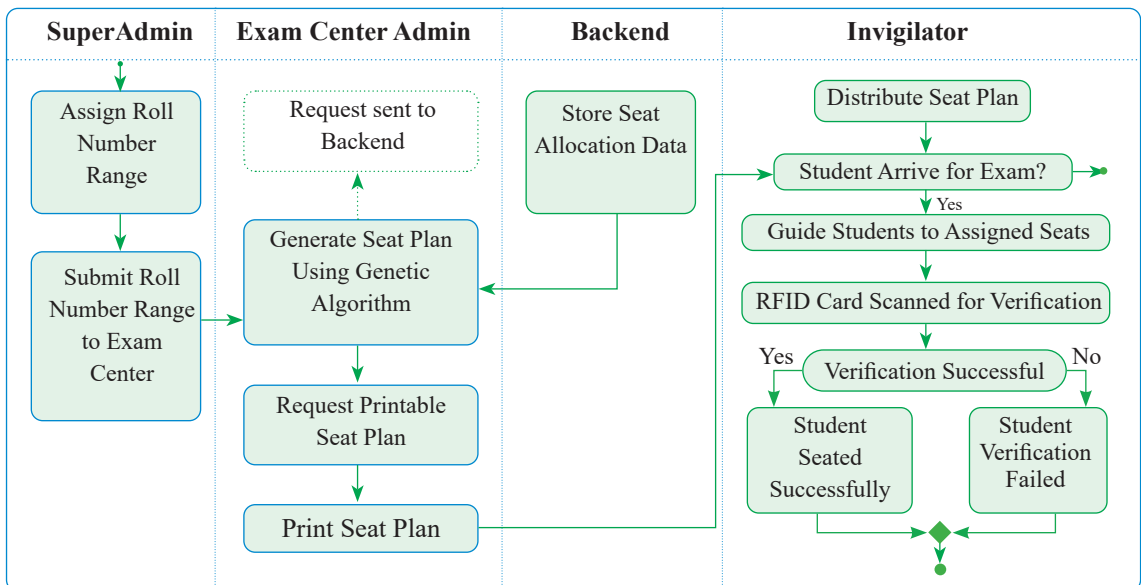 SuperAdmin
Exam Center Admin
Backend
Invigilator
Assign Roll
Number
Range
Submit Roll
Number Range
to Exam
Center
Request sent to
Backend
Generate Seat Plan
Using Genetic
Algorithm
Request Printable
Seat Plan
Print Seat Plan
Store Seat
Allocation Data
Distribute Seat Plan
Student Arrive for Exam?
Yes
Guide Students to Assigned Seats
RFID Card Scanned for Verification
Yes
Verification Successful
No
Student
Seated
Successfully
Student
Verification
Failed